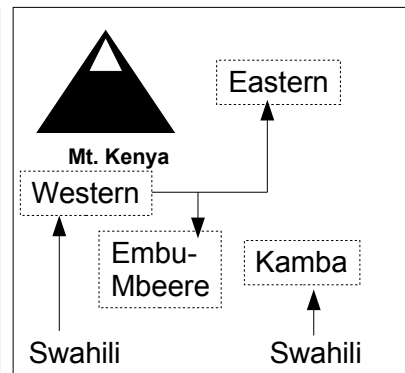 Eastern
Mt. Kenya
Western
Embu-
Mbeere
Kamba
Swahili
Swahili